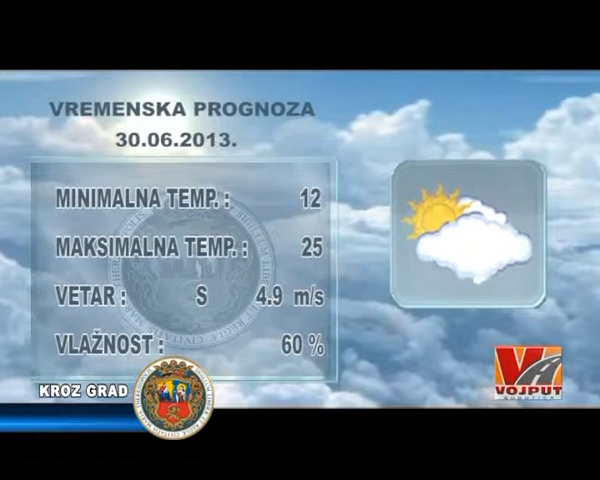 VREMENSKA PROGNOZA
30.06.2013.
MINIMALNA TEMP. : 12
MAKSIMALNA TEMP. : 25
VETAR : S 4.9 m/s
VLAŽNOST : 60 %
KROZ GRAD
VOJPUT
SUBOTICA